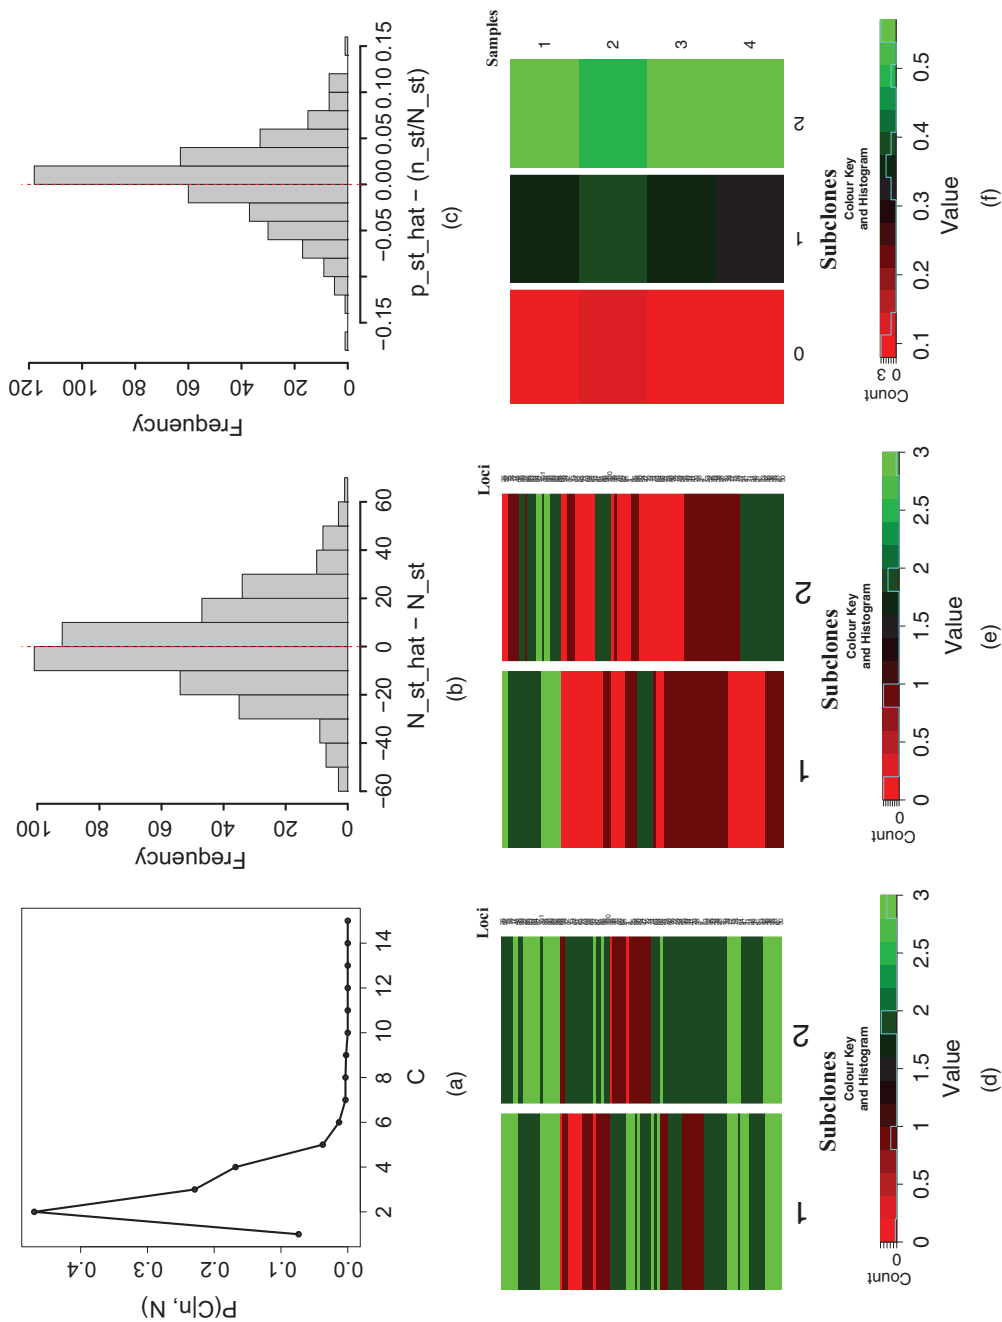 0.0 0.1 0.2 0.3 0.4
P(C|n, N)
2 4 6 8 10 12 14
C
(a)
0 20 40 60 80 100
Frequency
−60 −40 −20 0 20 40 60
N_st_hat − N_st
(b)
0 20 40 60 80 100 120
Frequency
−0.15 −0.05 0.00 0.05 0.10 0.15
p_st_hat − (n_st/N_st)
(c)
Loci
1 2
Subclones
Colour Key
and Histogram
Count
0
0 0.5 1 1.5 2 2.5 3
Value
(d)
Loci
1 2
Subclones
Colour Key
and Histogram
Count
0
0 0.5 1 1.5 2 2.5 3
Value
(e)
Samples
1
2
3
4
0 1 2
Subclones
Colour Key
and Histogram
Count
0 3
0.1 0.2 0.3 0.4 0.5
Value
(f)